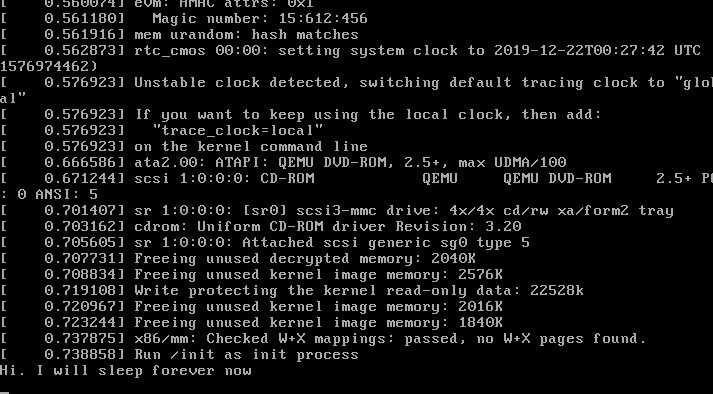 [    0.560074] evm: HMAC attrs: 0x1
[    0.561180]   Magic number: 15:612:456
[    0.561916] mem urandom: hash matches
[    0.562873] rtc_cmos 00:00: setting system clock to 2019-12-22T00:27:42 UTC
1576974462)
[    0.576923] Unstable clock detected, switching default tracing clock to "glob
al"
[    0.576923] If you want to keep using the local clock, then add:
[    0.576923]   "trace_clock=local"
[    0.576923] on the kernel command line
[    0.666586] ata2.00: ATAPI: QEMU DVD-ROM, 2.5+, max UDMA/100
[    0.671244] scsi 1:0:0:0: CD-ROM            QEMU     QEMU DVD-ROM     2.5+ PQ
: 0 ANSI: 5
[    0.701407] sr 1:0:0:0: [sr0] scsi3-mmc drive: 4x/4x cd/rw xa/form2 tray
[    0.703162] cdrom: Uniform CD-ROM driver Revision: 3.20
[    0.705605] sr 1:0:0:0: Attached scsi generic sg0 type 5
[    0.707731] Freeing unused decrypted memory: 2040K
[    0.708834] Freeing unused kernel image memory: 2576K
[    0.719108] Write protecting the kernel read-only data: 22528k
[    0.720967] Freeing unused kernel image memory: 2016K
[    0.723244] Freeing unused kernel image memory: 1840K
[    0.737875] x86/mm: Checked W+X mappings: passed, no W+X pages found.
[    0.738858] Run /init as init process
Hi. I will sleep forever now